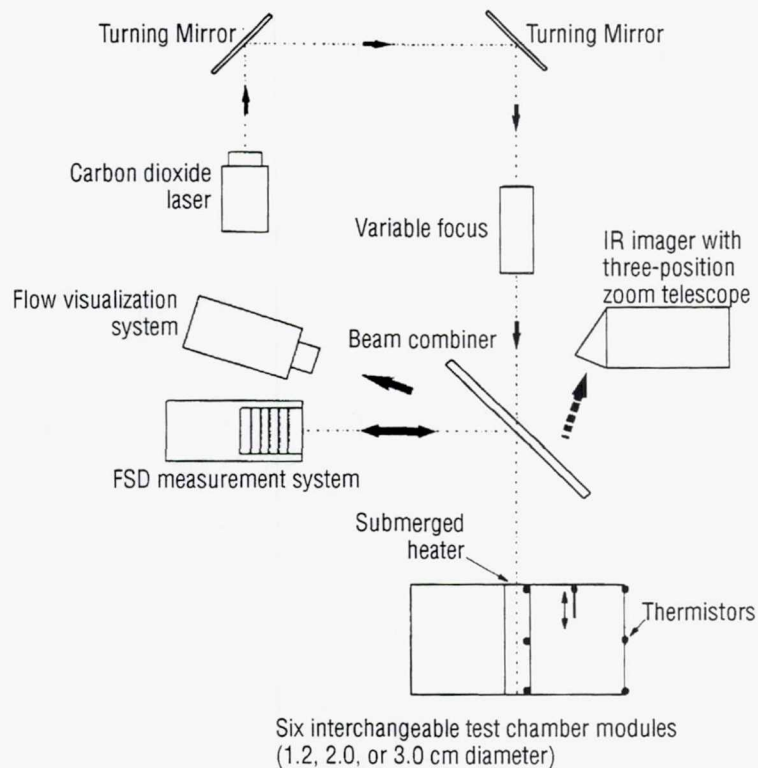 Turning Mirror
Turning Mirror
Carbon dioxide
laser
Variable focus
IR imager with
three-position
zoom telescope
Flow visualization
system
Beam combiner
FSD measurement system
Submerged
heater
Thermistors
Six interchangeable test chamber modules
(1.2, 2.0, or 3.0 cm diameter)